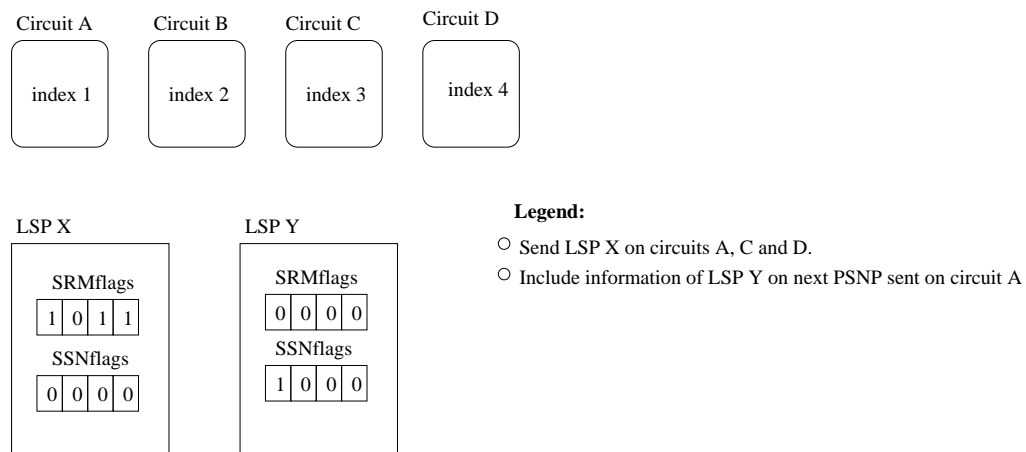 Circuit A Circuit B Circuit C Circuit D
index 1 index 2 index 3 index 4
LSP X LSP Y
Legend:
Send LSP X on circuits A, C and D.
Include information of LSP Y on next PSNP sent on circuit A
SRMflags SRMflags
1 0 1 1 0 0 0 0
SSNflags SSNflags
0 0 0 0 1 0 0 0